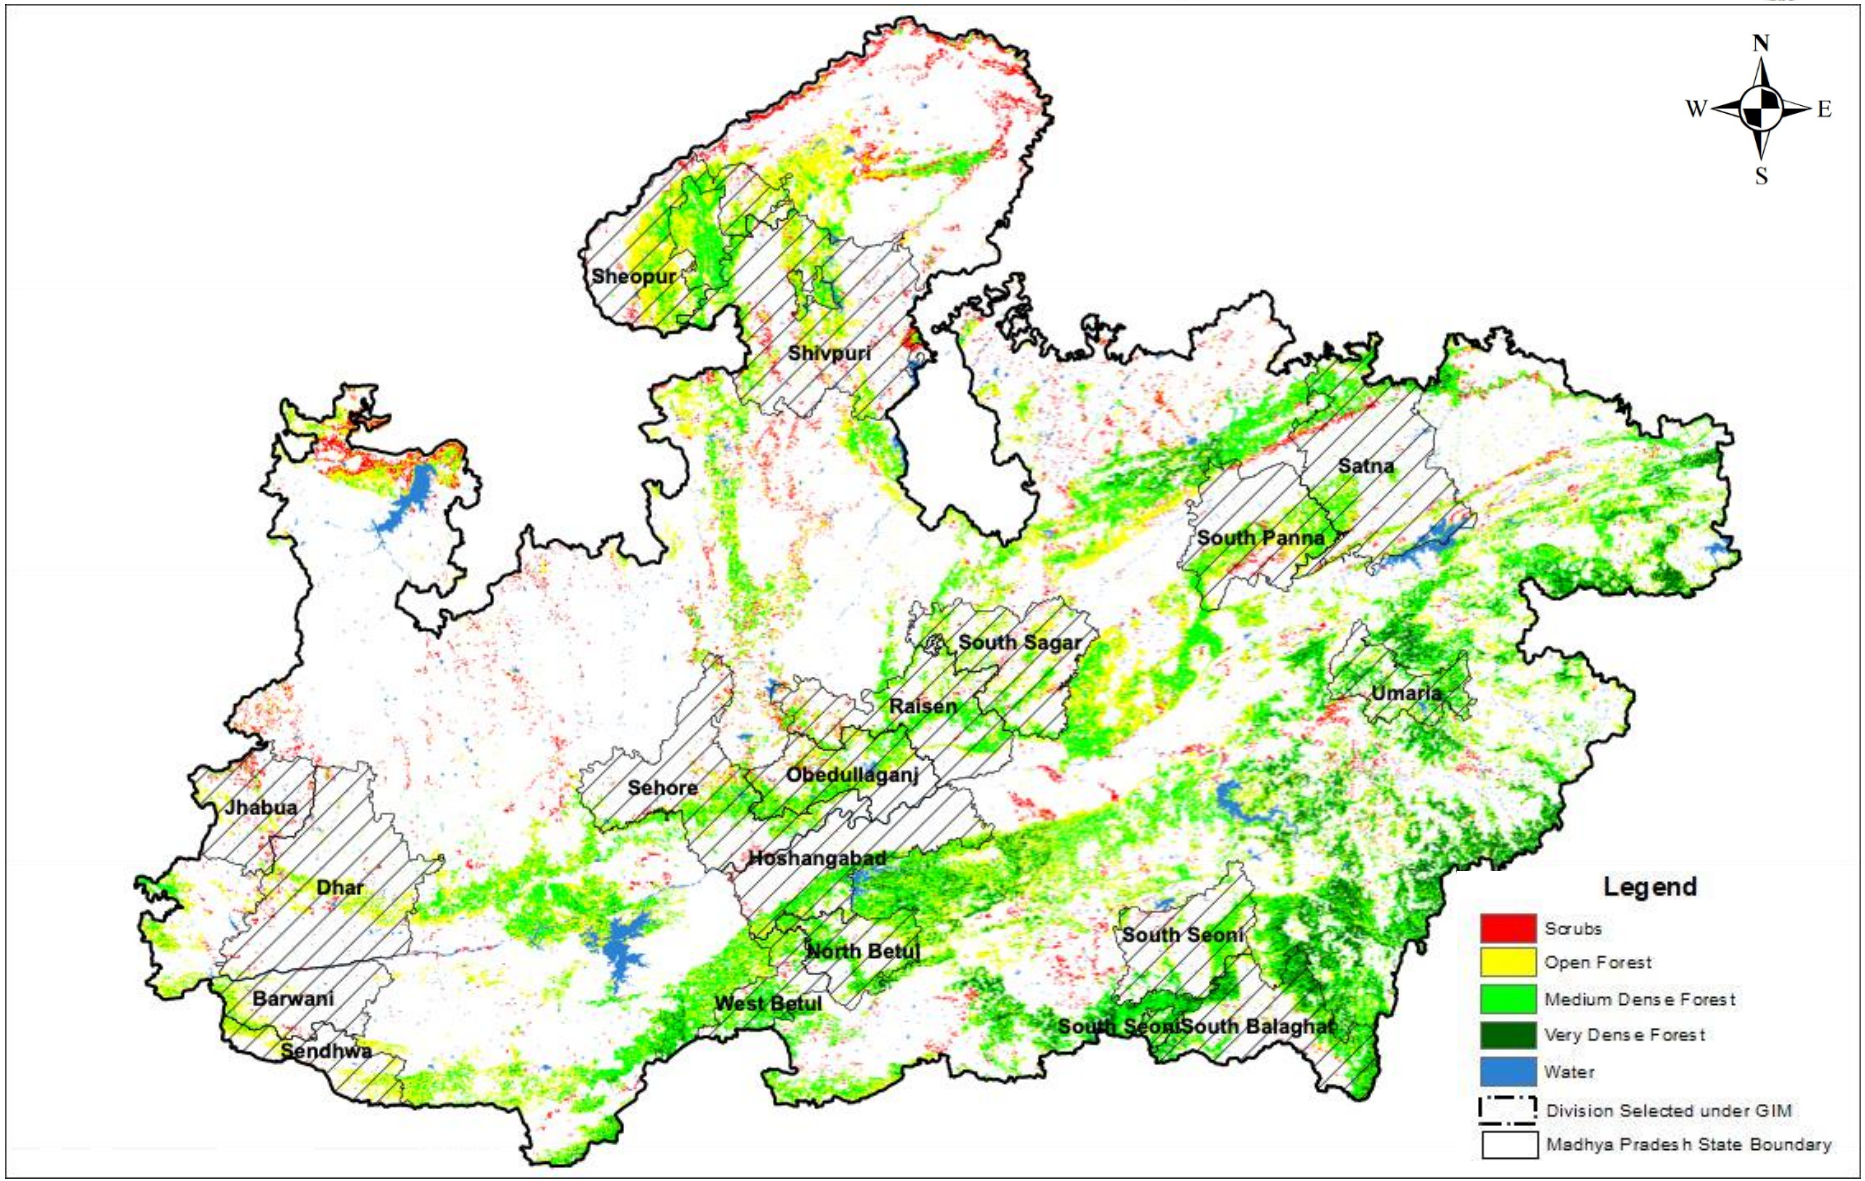 N
W E
S
Sheopur
Shivpuri
Satna
South Panna
South Sagar
Umaria
Raisen
Obedullaganj
Sehore
Jhabua
Hoshangabad
Dhar
South Seoni
North Betul
Barwani
West Betul
South Seoni South Balaghat
Sendhwa
Legend
Scrubs
Open Forest
Medium Dense Forest
Very Dense Forest
Water
Division Selected under GIM
Madhya Pradesh State Boundary